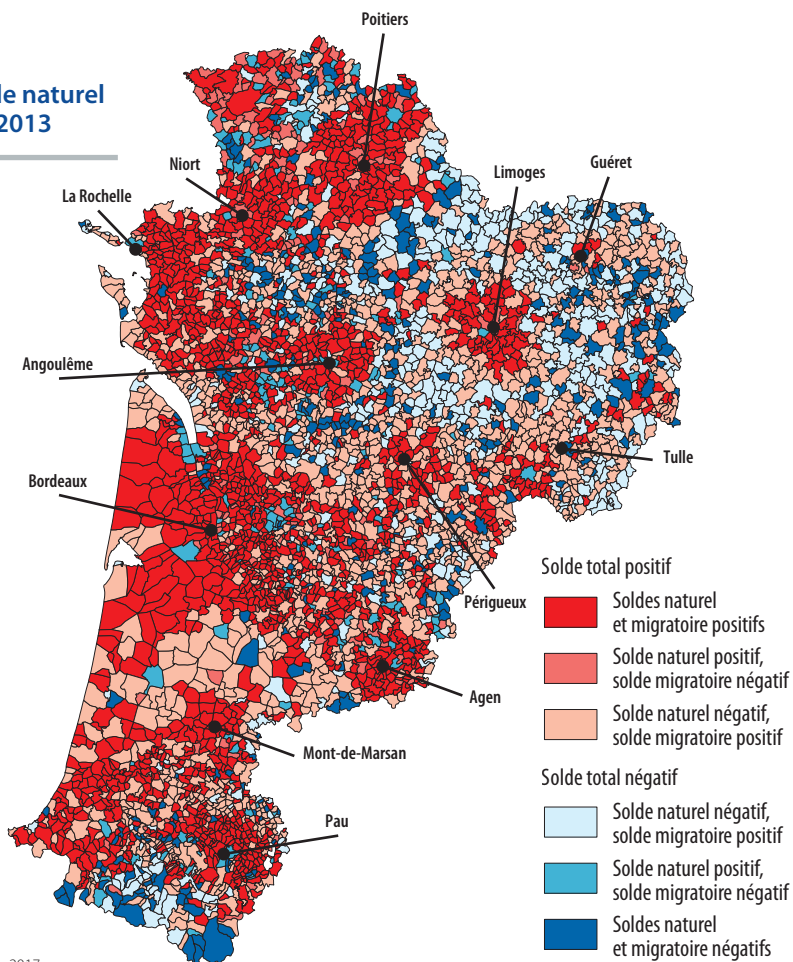 de naturel
2013
Poitiers
Niort
Limoges
Guéret
La Rochelle
Angoulême
Tulle
Bordeaux
Périgueux
Agen
Mont-de-Marsan
Pau
Solde total positif
Soldes naturel
et migratoire positifs
Solde naturel positif,
solde migratoire négatif
Solde naturel négatif,
solde migratoire positif
Solde total négatif
Solde naturel négatif,
solde migratoire positif
Solde naturel positif,
solde migratoire négatif
Soldes naturel
et migratoire négatifs
2017